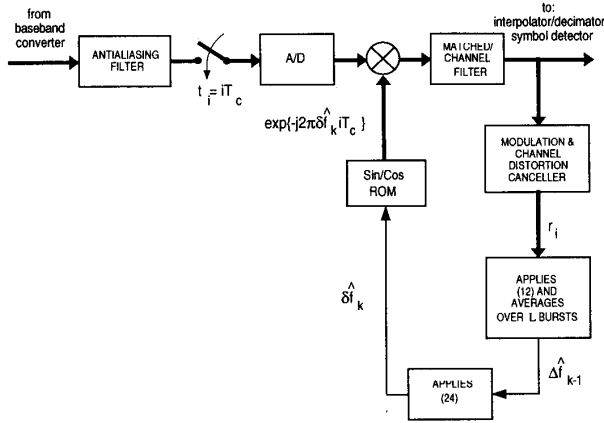 from
baseband
converter
ANTIALIASING
FILTER
t_i = iT_c
A/D
exp{-j2πδf̂_k iT_c }
MATCHED/
CHANNEL
FILTER
to:
interpolator/decimator
symbol detector
MODULATION &
CHANNEL
DISTORTION
CANCELLER
r_i
Sin/Cos
ROM
δf̂_k
APPLIES
(12) AND
AVERAGES
OVER L BURSTS
Δf̂_k-1
APPLIES
(24)